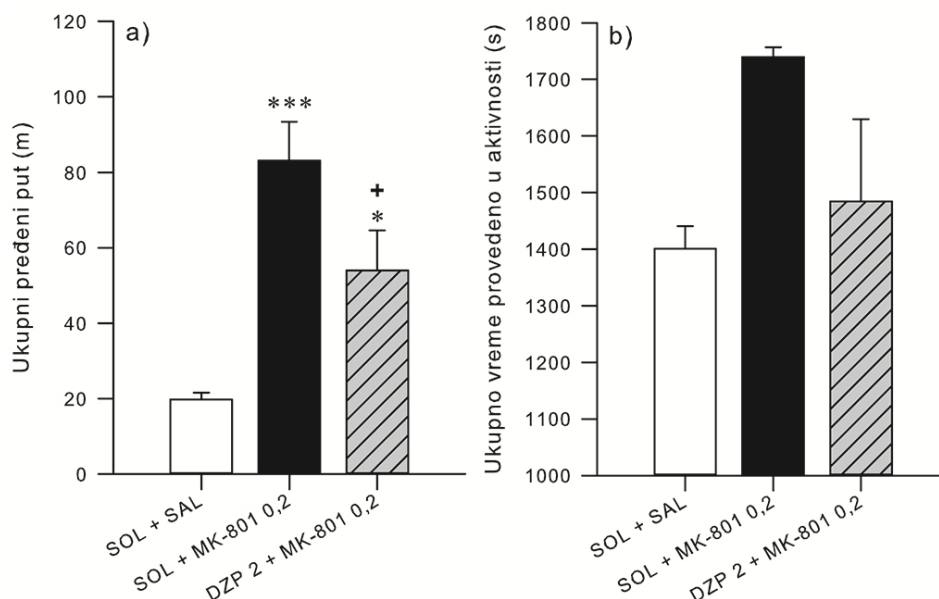 a)
Ukupni pređeni put (m)
120
100
80
60
40
20
0
***
+
*
SOL + SAL
SOL + MK-801 0,2
DZP 2 + MK-801 0,2
b)
Ukupno vreme provedeno u aktivnosti (s)
1800
1700
1600
1500
1400
1300
1200
1100
1000
SOL + SAL
SOL + MK-801 0,2
DZP 2 + MK-801 0,2